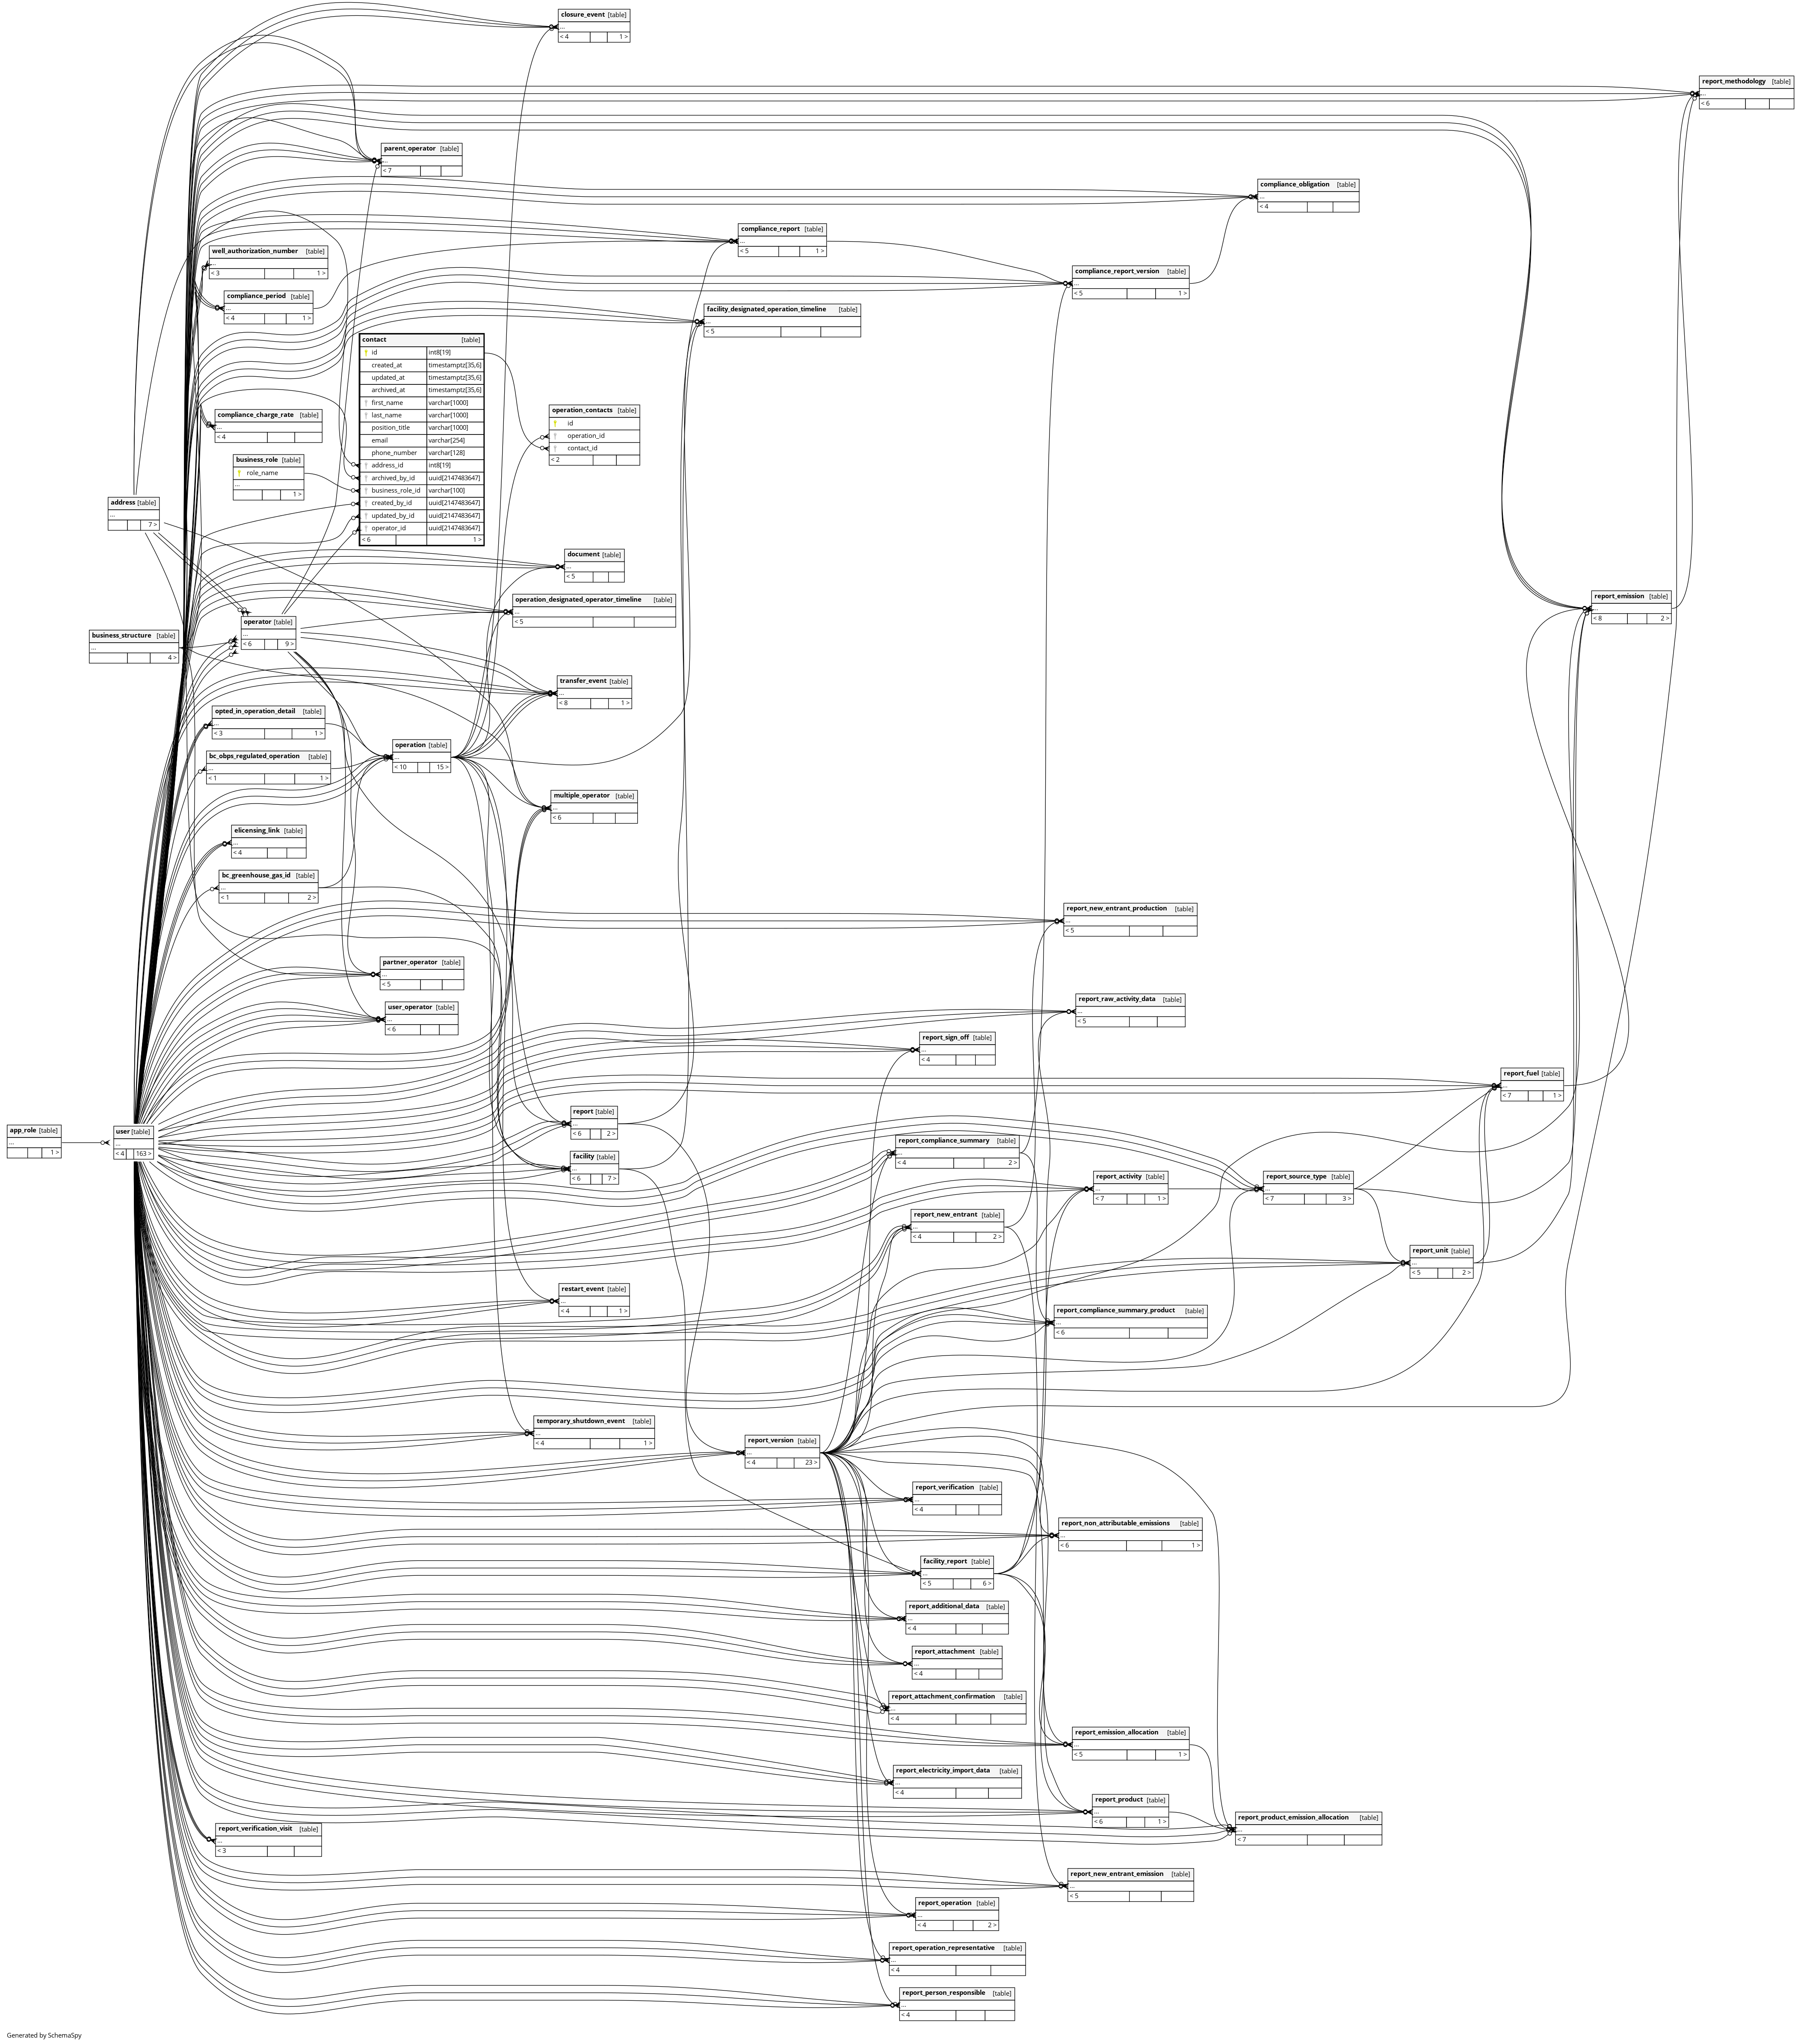 closure_event [table]
...
< 4 1 >
report_methodology [table]
...
< 6
parent_operator [table]
...
< 7
compliance_obligation [table]
...
< 4
compliance_report [table]
...
< 5 1 >
well_authorization_number [table]
...
< 3 1 >
compliance_report_version [table]
...
< 5 1 >
compliance_period [table]
...
< 4 1 >
facility_designated_operation_timeline [table]
...
< 5
contact [table]
id int8[19]
created_at timestamptz[35,6]
updated_at timestamptz[35,6]
archived_at timestamptz[35,6]
first_name varchar[1000]
last_name varchar[1000]
position_title varchar[1000]
email varchar[254]
phone_number varchar[128]
address_id int8[19]
archived_by_id uuid[2147483647]
business_role_id varchar[100]
created_by_id uuid[2147483647]
updated_by_id uuid[2147483647]
operator_id uuid[2147483647]
< 6 1 >
operation_contacts [table]
id
operation_id
contact_id
< 2
compliance_charge_rate [table]
...
< 4
business_role [table]
role_name
...
1 >
address [table]
...
7 >
document [table]
...
< 5
operation_designated_operator_timeline [table]
...
< 5
report_emission [table]
...
< 8 2 >
operator [table]
...
< 6 9 >
business_structure [table]
...
4 >
transfer_event [table]
...
< 8 1 >
opted_in_operation_detail [table]
...
< 3 1 >
operation [table]
...
< 10 15 >
bc_obps_regulated_operation [table]
...
< 1 1 >
multiple_operator [table]
...
< 6
elicensing_link [table]
...
< 4
bc_greenhouse_gas_id [table]
...
< 1 2 >
report_new_entrant_production [table]
...
< 5
partner_operator [table]
...
< 5
user_operator [table]
...
< 6
report_raw_activity_data [table]
...
< 5
report_sign_off [table]
...
< 4
report_fuel [table]
...
< 7 1 >
report [table]
...
< 6 2 >
app_role [table]
...
1 >
user [table]
...
< 4 163 >
report_compliance_summary [table]
...
< 4 2 >
facility [table]
...
< 6 7 >
report_activity [table]
...
< 7 1 >
report_source_type [table]
...
< 7 3 >
report_new_entrant [table]
...
< 4 2 >
report_unit [table]
...
< 5 2 >
restart_event [table]
...
< 4 1 >
report_compliance_summary_product [table]
...
< 6
temporary_shutdown_event [table]
...
< 4 1 >
report_version [table]
...
< 4 23 >
report_verification [table]
...
< 4
report_non_attributable_emissions [table]
...
< 6 1 >
facility_report [table]
...
< 5 6 >
report_additional_data [table]
...
< 4
report_attachment [table]
...
< 4
report_attachment_confirmation [table]
...
< 4
report_emission_allocation [table]
...
< 5 1 >
report_electricity_import_data [table]
...
< 4
report_product [table]
...
< 6 1 >
report_product_emission_allocation [table]
...
< 7
report_verification_visit [table]
...
< 3
report_new_entrant_emission [table]
...
< 5
report_operation [table]
...
< 4 2 >
report_operation_representative [table]
...
< 4
report_person_responsible [table]
...
< 4
Generated by SchemaSpy